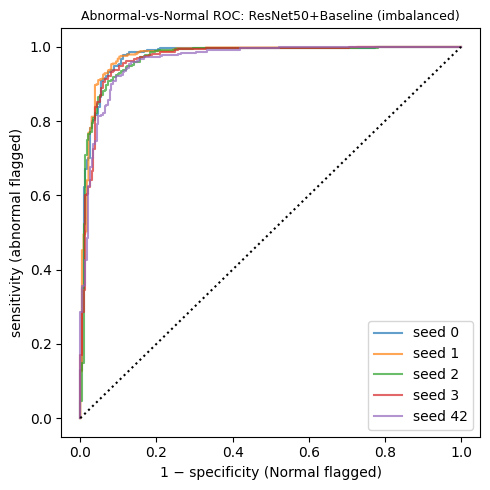 Abnormal-vs-Normal ROC: ResNet50+Baseline (imbalanced)
1.0
0.8
0.6
0.4
0.2
0.0
sensitivity (abnormal flagged)
seed 0
seed 1
seed 2
seed 3
seed 42
0.0 0.2 0.4 0.6 0.8 1.0
1 − specificity (Normal flagged)